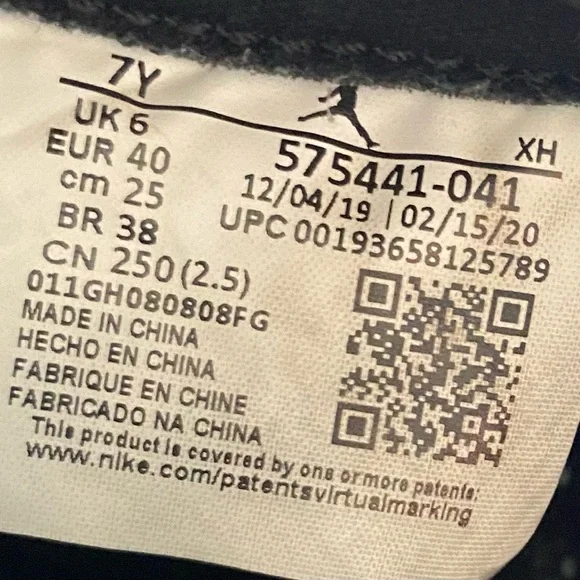 7Y
UK 6
EUR 40
cm 25
BR 38
CN 250 (2.5)
011GH080808FG
XH
575441-041
12/04/19 | 02/15/20
UPC 00193658125789
MADE IN CHINA
HECHO EN CHINA
FABRIQUE EN CHINE
FABRICADO NA CHINA
This product is covered by one or more patents:
www.nike.com/patentsvirtualmarking